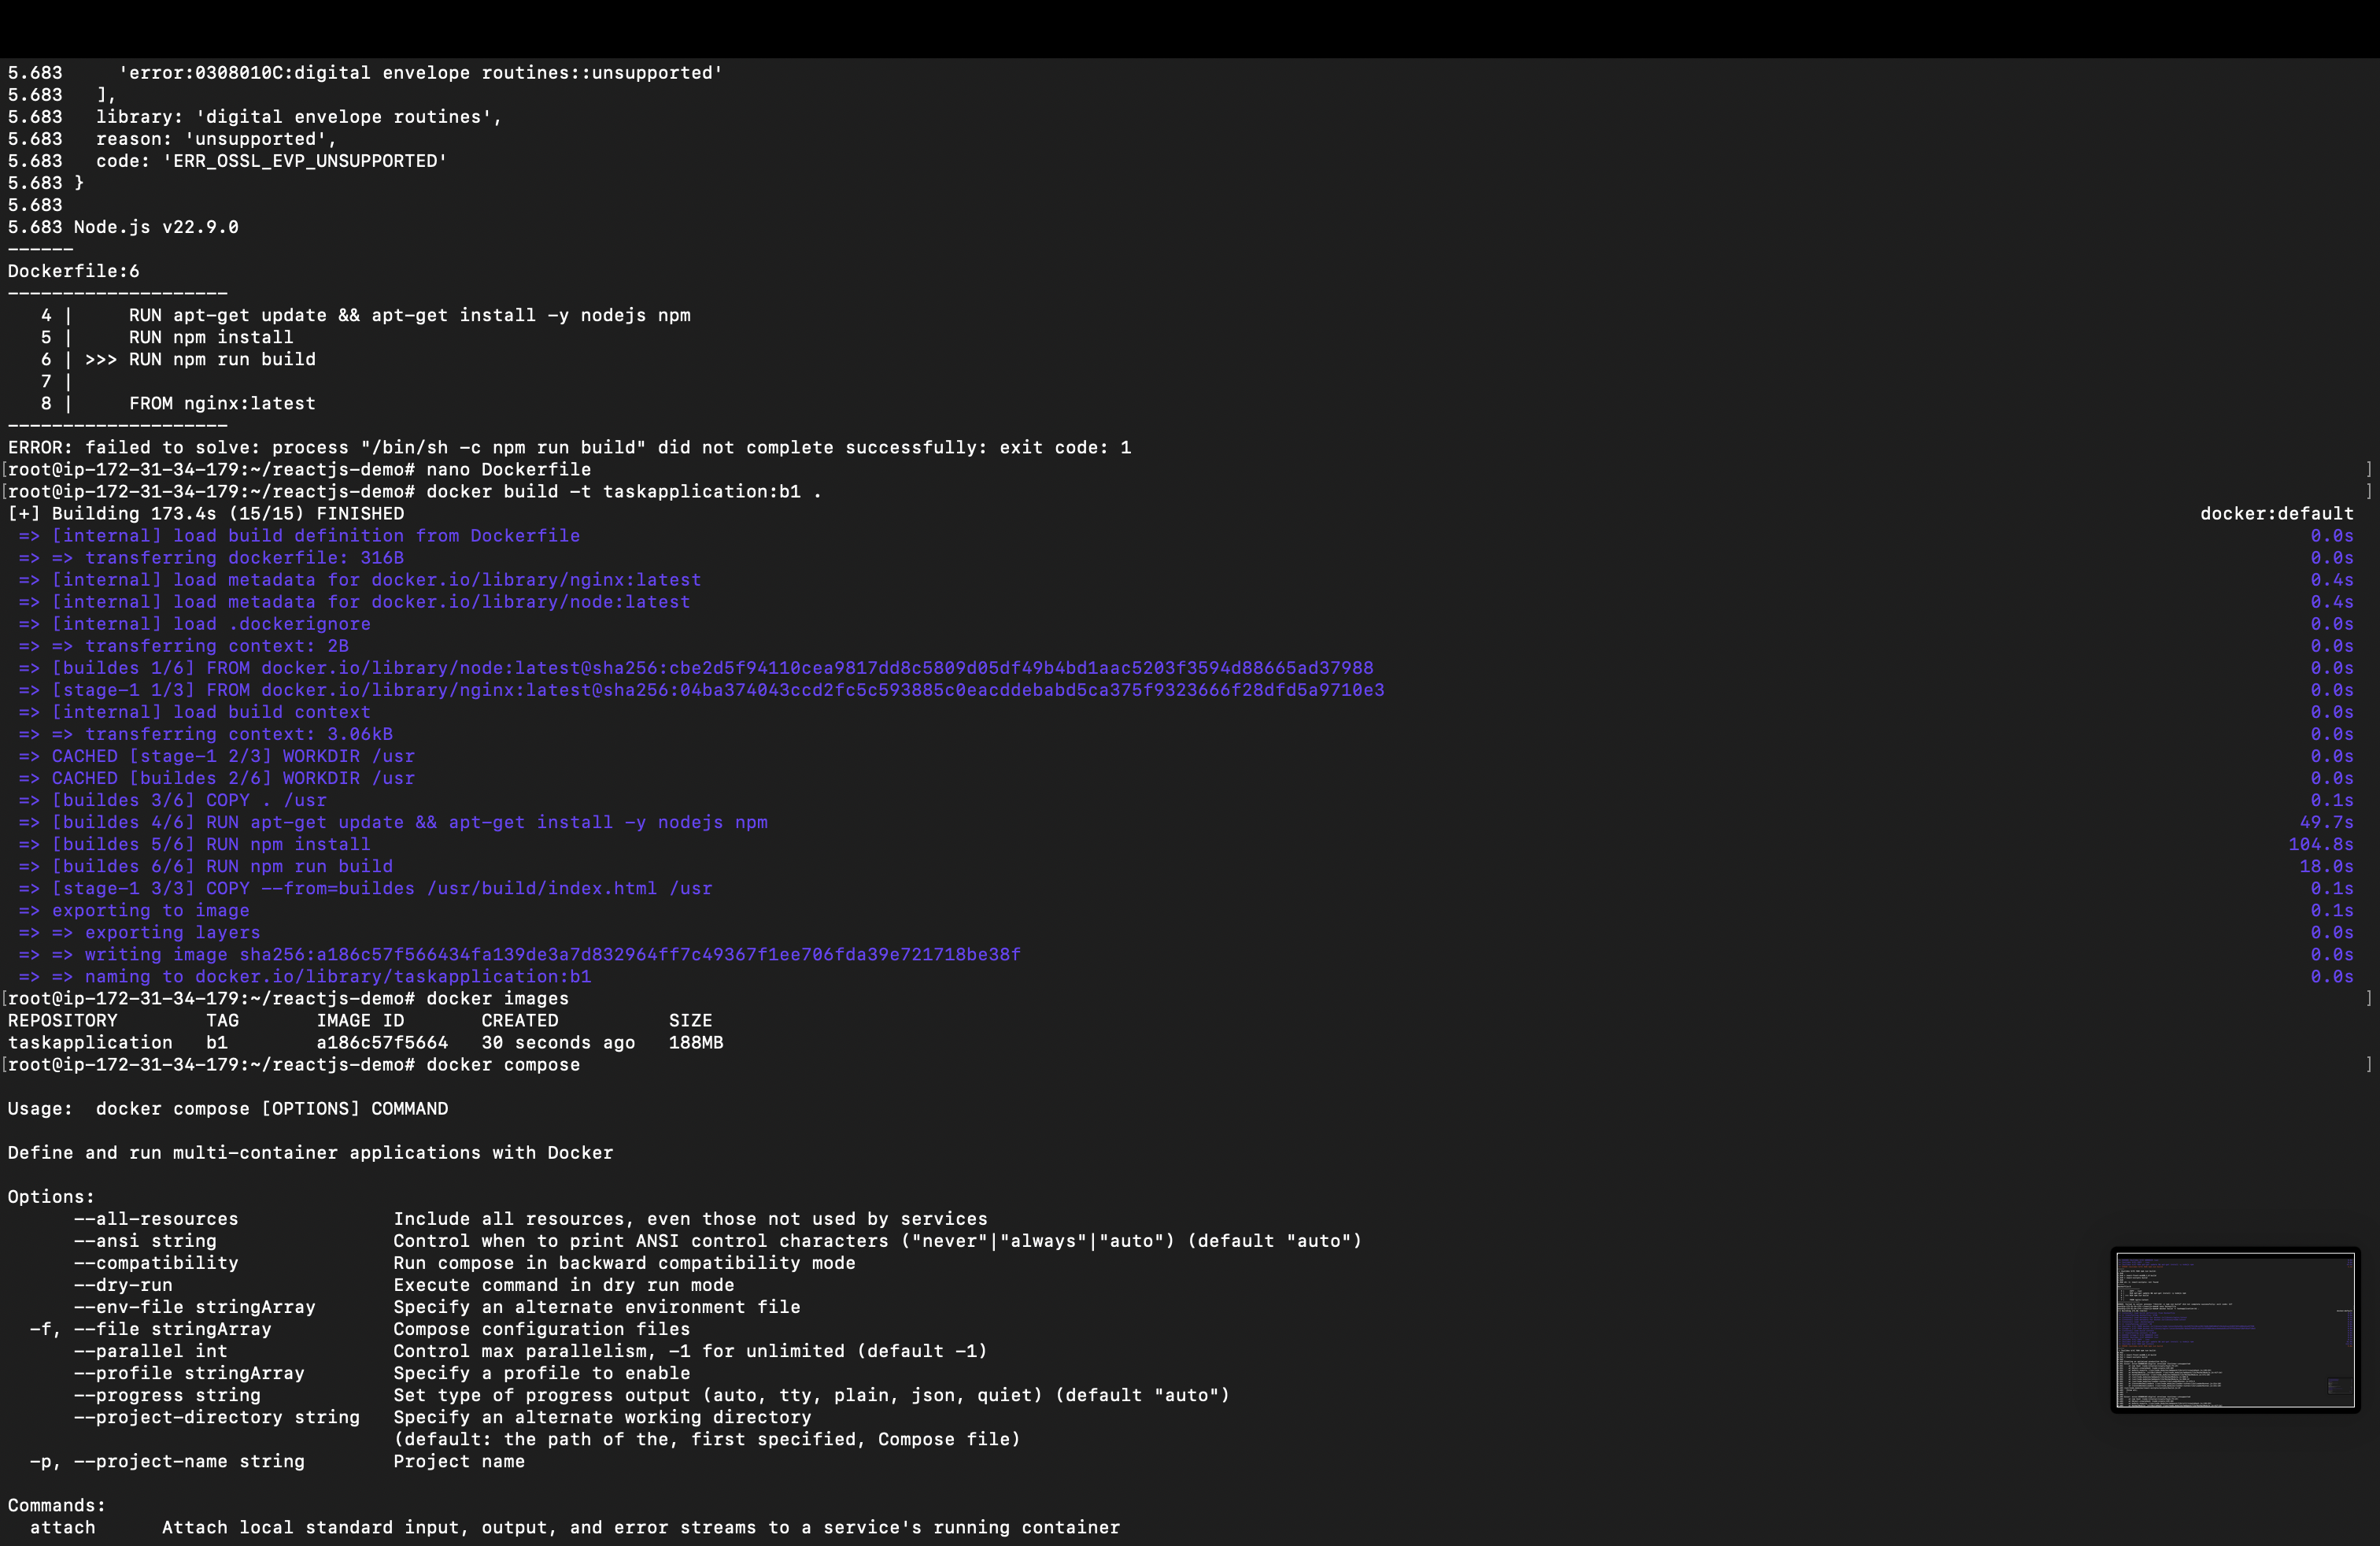 5.683     'error:0308010C:digital envelope routines::unsupported'
5.683   ],
5.683   library: 'digital envelope routines',
5.683   reason: 'unsupported',
5.683   code: 'ERR_OSSL_EVP_UNSUPPORTED'
5.683 }
5.683
5.683 Node.js v22.9.0
------
Dockerfile:6
--------------------
   4 |     RUN apt-get update && apt-get install -y nodejs npm
   5 |     RUN npm install
   6 | >>> RUN npm run build
   7 |
   8 |     FROM nginx:latest
--------------------
ERROR: failed to solve: process "/bin/sh -c npm run build" did not complete successfully: exit code: 1
[root@ip-172-31-34-179:~/reactjs-demo# nano Dockerfile ]
[root@ip-172-31-34-179:~/reactjs-demo# docker build -t taskapplication:b1 . ]
[+] Building 173.4s (15/15) FINISHED docker:default
 => [internal] load build definition from Dockerfile 0.0s
 => => transferring dockerfile: 316B 0.0s
 => [internal] load metadata for docker.io/library/nginx:latest 0.4s
 => [internal] load metadata for docker.io/library/node:latest 0.4s
 => [internal] load .dockerignore 0.0s
 => => transferring context: 2B 0.0s
 => [buildes 1/6] FROM docker.io/library/node:latest@sha256:cbe2d5f94110cea9817dd8c5809d05df49b4bd1aac5203f3594d88665ad37988 0.0s
 => [stage-1 1/3] FROM docker.io/library/nginx:latest@sha256:04ba374043ccd2fc5c593885c0eacddebabd5ca375f9323666f28dfd5a9710e3 0.0s
 => [internal] load build context 0.0s
 => => transferring context: 3.06kB 0.0s
 => CACHED [stage-1 2/3] WORKDIR /usr 0.0s
 => CACHED [buildes 2/6] WORKDIR /usr 0.0s
 => [buildes 3/6] COPY . /usr 0.1s
 => [buildes 4/6] RUN apt-get update && apt-get install -y nodejs npm 49.7s
 => [buildes 5/6] RUN npm install 104.8s
 => [buildes 6/6] RUN npm run build 18.0s
 => [stage-1 3/3] COPY --from=buildes /usr/build/index.html /usr 0.1s
 => exporting to image 0.1s
 => => exporting layers 0.0s
 => => writing image sha256:a186c57f566434fa139de3a7d832964ff7c49367f1ee706fda39e721718be38f 0.0s
 => => naming to docker.io/library/taskapplication:b1 0.0s
[root@ip-172-31-34-179:~/reactjs-demo# docker images ]
REPOSITORY        TAG       IMAGE ID       CREATED          SIZE
taskapplication   b1        a186c57f5664   30 seconds ago   188MB
[root@ip-172-31-34-179:~/reactjs-demo# docker compose ]
Usage:  docker compose [OPTIONS] COMMAND
Define and run multi-container applications with Docker
Options:
      --all-resources              Include all resources, even those not used by services
      --ansi string                Control when to print ANSI control characters ("never"|"always"|"auto") (default "auto")
      --compatibility              Run compose in backward compatibility mode
      --dry-run                    Execute command in dry run mode
      --env-file stringArray       Specify an alternate environment file
  -f, --file stringArray           Compose configuration files
      --parallel int               Control max parallelism, -1 for unlimited (default -1)
      --profile stringArray        Specify a profile to enable
      --progress string            Set type of progress output (auto, tty, plain, json, quiet) (default "auto")
      --project-directory string   Specify an alternate working directory
                                   (default: the path of the, first specified, Compose file)
  -p, --project-name string        Project name
Commands:
  attach      Attach local standard input, output, and error streams to a service's running container